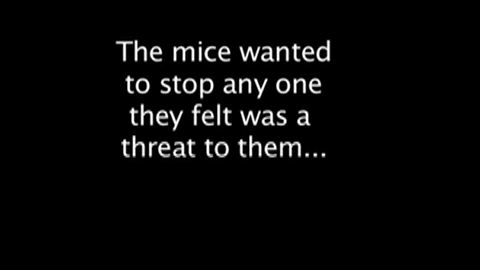 The mice wanted
to stop any one
they felt was a
threat to them...